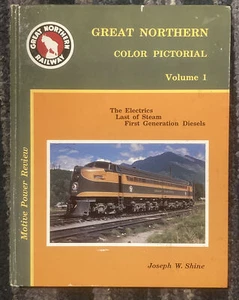 GREAT NORTHERN
COLOR PICTORIAL
Volume 1
GREAT NORTHERN
RAILWAY
The Electrics
Last of Steam
First Generation Diesels
Motive Power Review
Joseph W. Shine